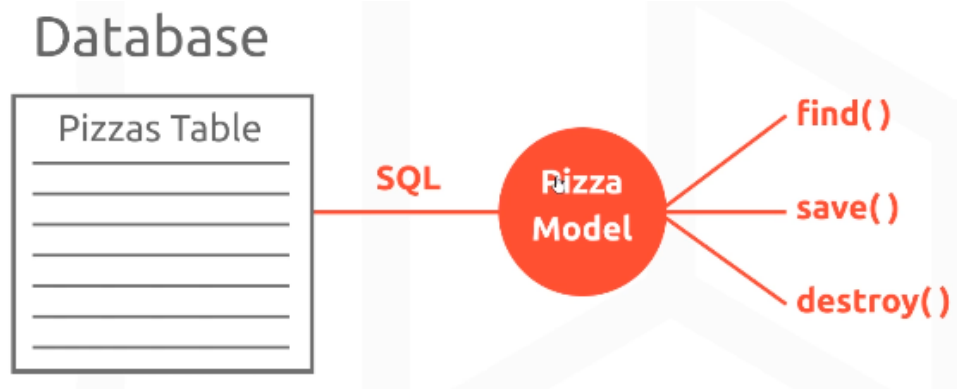 Database
Pizzas Table
SQL
Pizza
Model
find( )
save( )
destroy( )